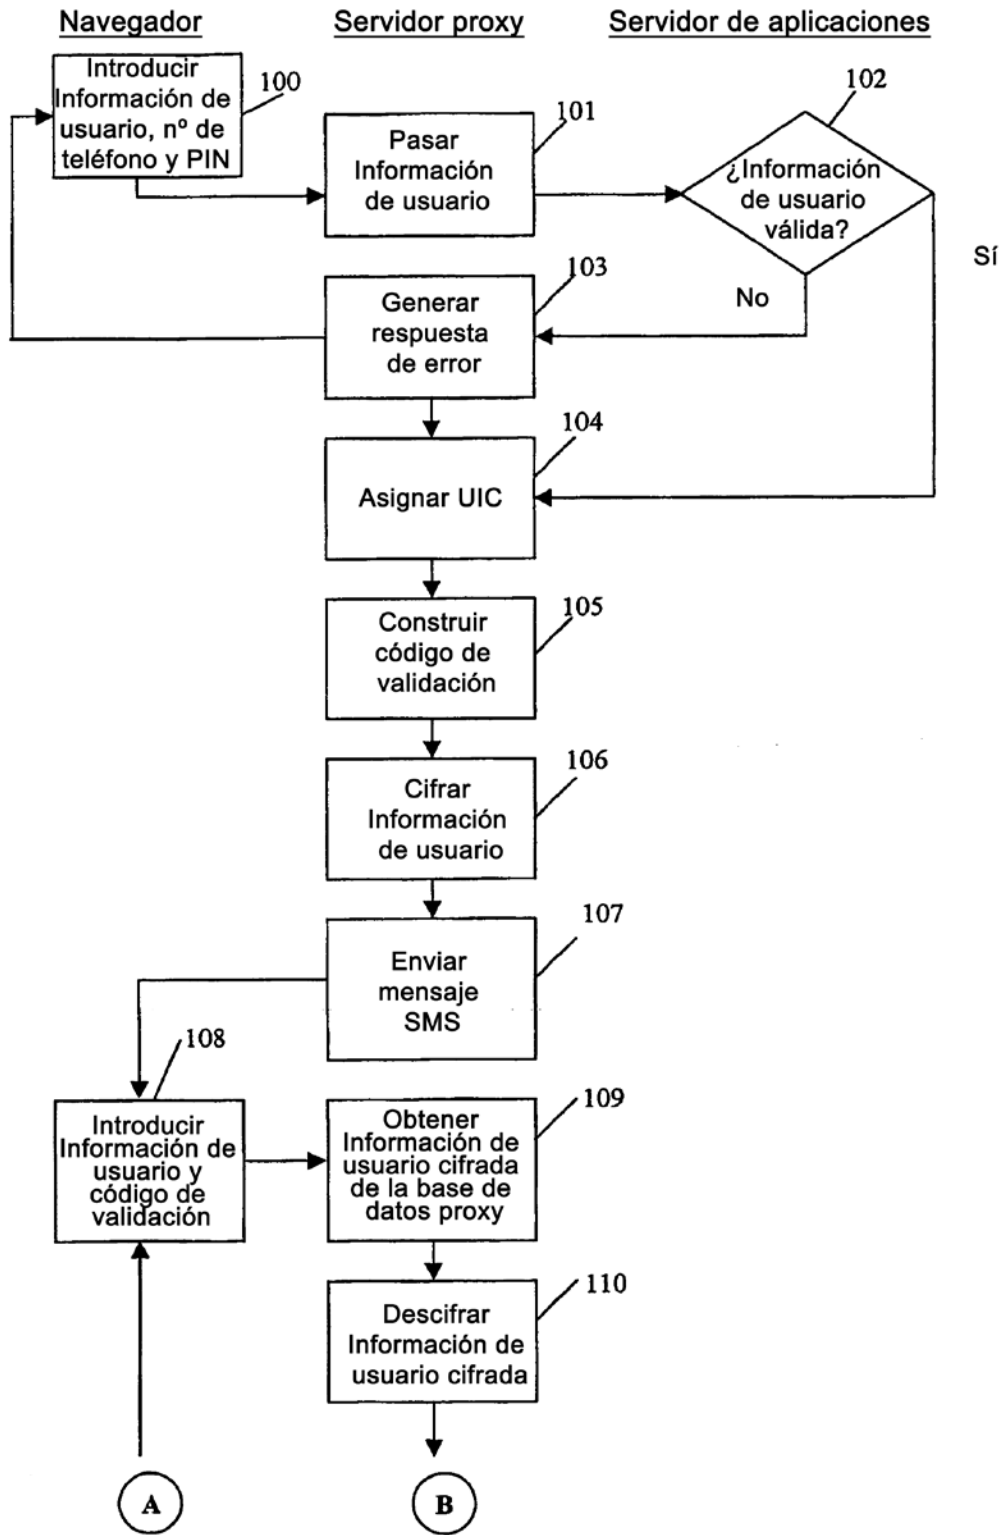 Navegador
Servidor proxy
Servidor de aplicaciones
Introducir
Información de
usuario, nº de
teléfono y PIN
100
Pasar
Información
de usuario
101
102
¿Información
de usuario
válida?
Sí
No
Generar
respuesta
de error
103
Asignar UIC
104
Construir
código de
validación
105
Cifrar
Información
de usuario
106
Enviar
mensaje
SMS
107
108
Introducir
Información de
usuario y
código de
validación
Obtener
Información de
usuario cifrada
de la base de
datos proxy
109
Descifrar
Información de
usuario cifrada
110
A
B